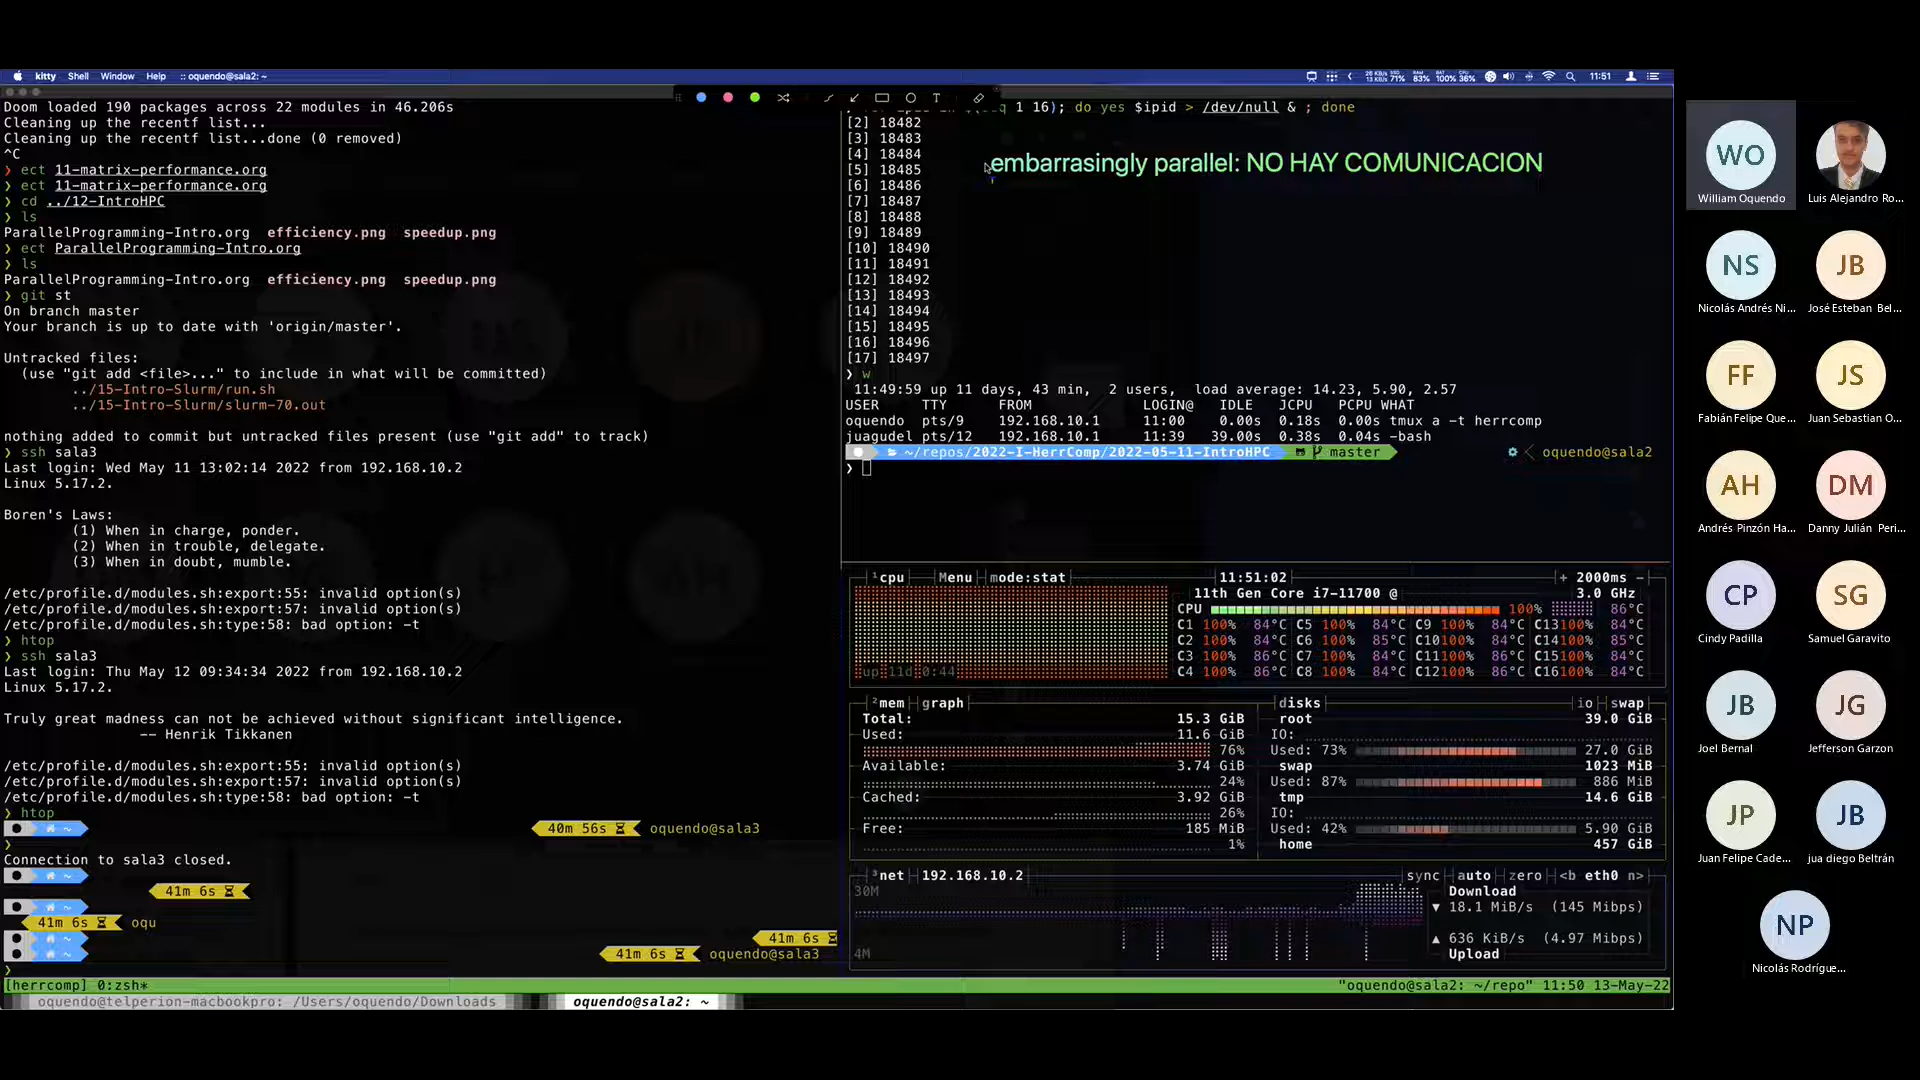 kitty Shell Window Help :: oquendo@sala2: ~
11:51
Doom loaded 190 packages across 22 modules in 46.206s
Cleaning up the recentf list...
Cleaning up the recentf list...done (0 removed)
^C
❯ ect 11-matrix-performance.org
❯ ect 11-matrix-performance.org
❯ cd ../12-IntroHPC
❯ ls
ParallelProgramming-Intro.org efficiency.png speedup.png
❯ ect ParallelProgramming-Intro.org
❯ ls
ParallelProgramming-Intro.org efficiency.png speedup.png
❯ git st
On branch master
Your branch is up to date with 'origin/master'.
Untracked files:
(use "git add <file>..." to include in what will be committed)
../15-Intro-Slurm/run.sh
../15-Intro-Slurm/slurm-70.out
nothing added to commit but untracked files present (use "git add" to track)
❯ ssh sala3
Last login: Wed May 11 13:02:14 2022 from 192.168.10.2
Linux 5.17.2.
Boren's Laws:
(1) When in charge, ponder.
(2) When in trouble, delegate.
(3) When in doubt, mumble.
/etc/profile.d/modules.sh:export:55: invalid option(s)
/etc/profile.d/modules.sh:export:57: invalid option(s)
/etc/profile.d/modules.sh:type:58: bad option: -t
❯ htop
❯ ssh sala3
Last login: Thu May 12 09:34:34 2022 from 192.168.10.2
Linux 5.17.2.
Truly great madness can not be achieved without significant intelligence.
-- Henrik Tikkanen
/etc/profile.d/modules.sh:export:55: invalid option(s)
/etc/profile.d/modules.sh:export:57: invalid option(s)
/etc/profile.d/modules.sh:type:58: bad option: -t
❯ htop
~ 40m 56s oquendo@sala3
❯
Connection to sala3 closed.
~
41m 6s
~
41m 6s oqu
~ 41m 6s
~ 41m 6s oquendo@sala3
❯
1 16); do yes $ipid > /dev/null & ; done
[2] 18482
[3] 18483
[4] 18484
[5] 18485
[6] 18486
[7] 18487
[8] 18488
[9] 18489
[10] 18490
[11] 18491
[12] 18492
[13] 18493
[14] 18494
[15] 18495
[16] 18496
[17] 18497
embarrasingly parallel: NO HAY COMUNICACION
❯ w
11:49:59 up 11 days, 43 min, 2 users, load average: 14.23, 5.90, 2.57
USER TTY FROM LOGIN@ IDLE JCPU PCPU WHAT
oquendo pts/9 192.168.10.1 11:00 0.00s 0.18s 0.00s tmux a -t herrcomp
juagudel pts/12 192.168.10.1 11:39 39.00s 0.38s 0.04s -bash
~/repos/2022-I-HerrComp/2022-05-11-IntroHPC master oquendo@sala2
❯
¹cpu Menu mode:stat 11:51:02 + 2000ms -
11th Gen Core i7-11700 @ 3.0 GHz
CPU 100% 86°C
C1 100% 84°C C5 100% 84°C C9 100% 84°C C13100% 84°C
C2 100% 84°C C6 100% 85°C C10100% 84°C C14100% 85°C
C3 100% 86°C C7 100% 84°C C11100% 86°C C15100% 84°C
C4 100% 86°C C8 100% 84°C C12100% 86°C C16100% 84°C
up 11d 0:44
²mem graph
Total: 15.3 GiB
Used: 11.6 GiB
76%
Available: 3.74 GiB
24%
Cached: 3.92 GiB
26%
Free: 185 MiB
1%
disks io swap
root 39.0 GiB
IO:
Used: 73% 27.0 GiB
swap 1023 MiB
Used: 87% 886 MiB
tmp 14.6 GiB
IO:
Used: 42% 5.90 GiB
home 457 GiB
³net 192.168.10.2 sync auto zero <b eth0 n>
30M
4M
Download
▼ 18.1 MiB/s (145 Mibps)
▲ 636 KiB/s (4.97 Mibps)
Upload
[herrcomp] 0:zsh* "oquendo@sala2: ~/repo" 11:50 13-May-22
oquendo@telperion-macbookpro: /Users/oquendo/Downloads oquendo@sala2: ~
WO
William Oquendo
Luis Alejandro Ro...
NS
Nicolás Andrés Ni...
JB
José Esteban Bel...
FF
Fabián Felipe Que...
JS
Juan Sebastian O...
AH
Andrés Pinzón Ha...
DM
Danny Julián Peri...
CP
Cindy Padilla
SG
Samuel Garavito
JB
Joel Bernal
JG
Jefferson Garzon
JP
Juan Felipe Cade...
JB
jua diego Beltrán
NP
Nicolás Rodrígue...